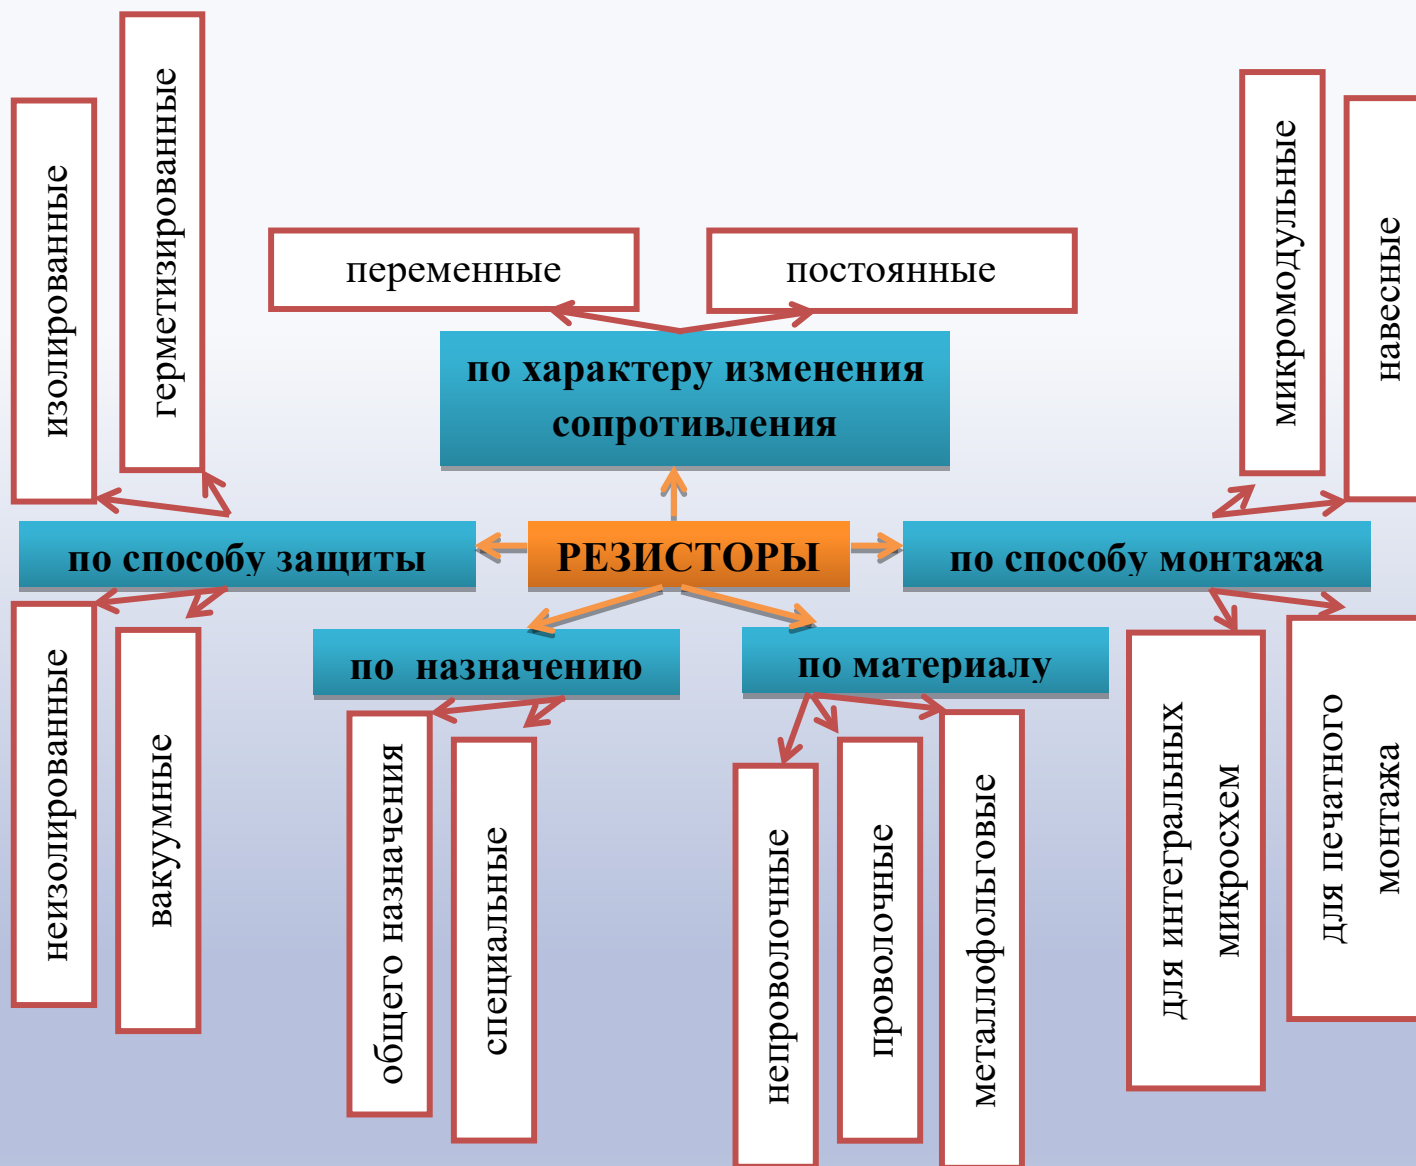 изолированные
герметизированные
переменные
постоянные
микромодульные
навесные
по характеру изменения
сопротивления
по способу защиты
РЕЗИСТОРЫ
по способу монтажа
по назначению
по материалу
неизолированные
вакуумные
общего назначения
специальные
непроволочные
проволочные
металлофольговые
для интегральных
микросхем
для печатного
монтажа